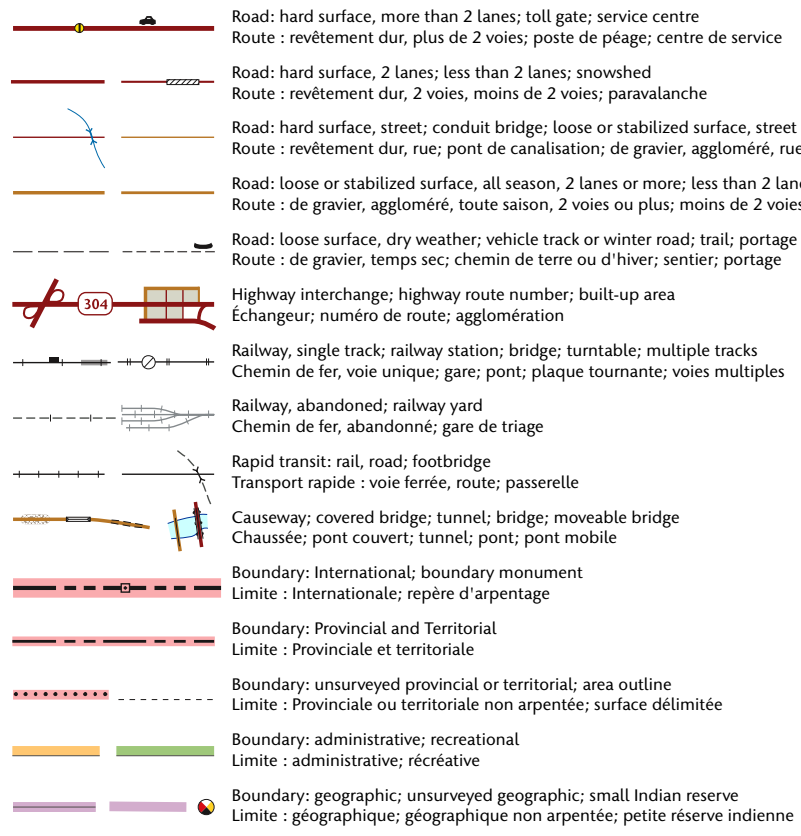 Road: hard surface, more than 2 lanes; toll gate; service centre
Route : revêtement dur, plus de 2 voies; poste de péage; centre de service
Road: hard surface, 2 lanes; less than 2 lanes; snowshed
Route : revêtement dur, 2 voies, moins de 2 voies; paravalanche
Road: hard surface, street; conduit bridge; loose or stabilized surface, street
Route : revêtement dur, rue; pont de canalisation; de gravier, aggloméré, rue
Road: loose or stabilized surface, all season, 2 lanes or more; less than 2
Route : de gravier, aggloméré, toute saison, 2 voies ou plus; moins de 2 voies
Road: loose surface, dry weather; vehicle track or winter road; trail; portage
Route : de gravier, temps sec; chemin de terre ou d'hiver; sentier; portage
304
Highway interchange; highway route number; built-up area
Échangeur; numéro de route; agglomération
Railway, single track; railway station; bridge; turntable; multiple tracks
Chemin de fer, voie unique; gare; pont; plaque tournante; voies multiples
Railway, abandoned; railway yard
Chemin de fer, abandonné; gare de triage
Rapid transit: rail, road; footbridge
Transport rapide : voie ferrée, route; passerelle
Causeway; covered bridge; tunnel; bridge; moveable bridge
Chaussée; pont couvert; tunnel; pont; pont mobile
Boundary: International; boundary monument
Limite : Internationale; repère d'arpentage
Boundary: Provincial and Territorial
Limite : Provinciale et territoriale
Boundary: unsurveyed provincial or territorial; area outline
Limite : Provinciale ou territoriale non arpentée; surface délimitée
Boundary: administrative; recreational
Limite : administrative; récréative
Boundary: geographic; unsurveyed geographic; small Indian reserve
Limite : géographique; géographique non arpentée; petite réserve indienne